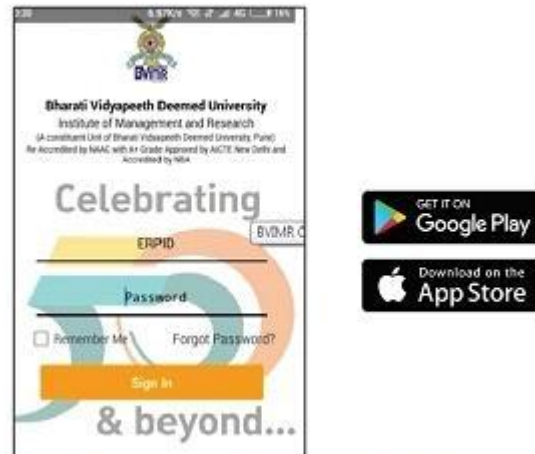 BVIMR
Bharati Vidyapeeth Deemed University
Institute of Management and Research
(A constituent Unit of Bharati Vidyapeeth Deemed University, Pune)
Re Accredited by NAAC with A+ Grade Approved by AICTE New Delhi and
Accredited by NBA
Celebrating
50
ERPID
BVIMR C
Password
Remember Me
Forgot Password?
Sign In
& beyond...
GET IT ON
Google Play
Download on the
App Store